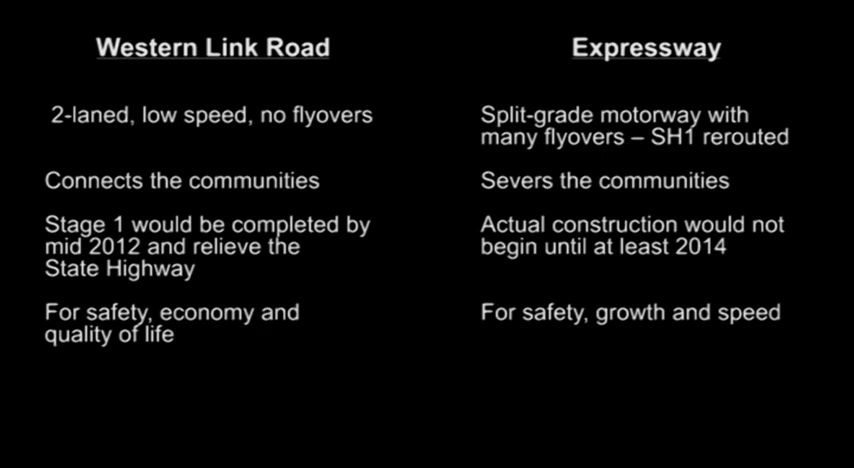 Western Link Road
2-laned, low speed, no flyovers
Connects the communities
Stage 1 would be completed by
mid 2012 and relieve the
State Highway
For safety, economy and
quality of life
Expressway
Split-grade motorway with
many flyovers – SH1 rerouted
Severs the communities
Actual construction would not
begin until at least 2014
For safety, growth and speed